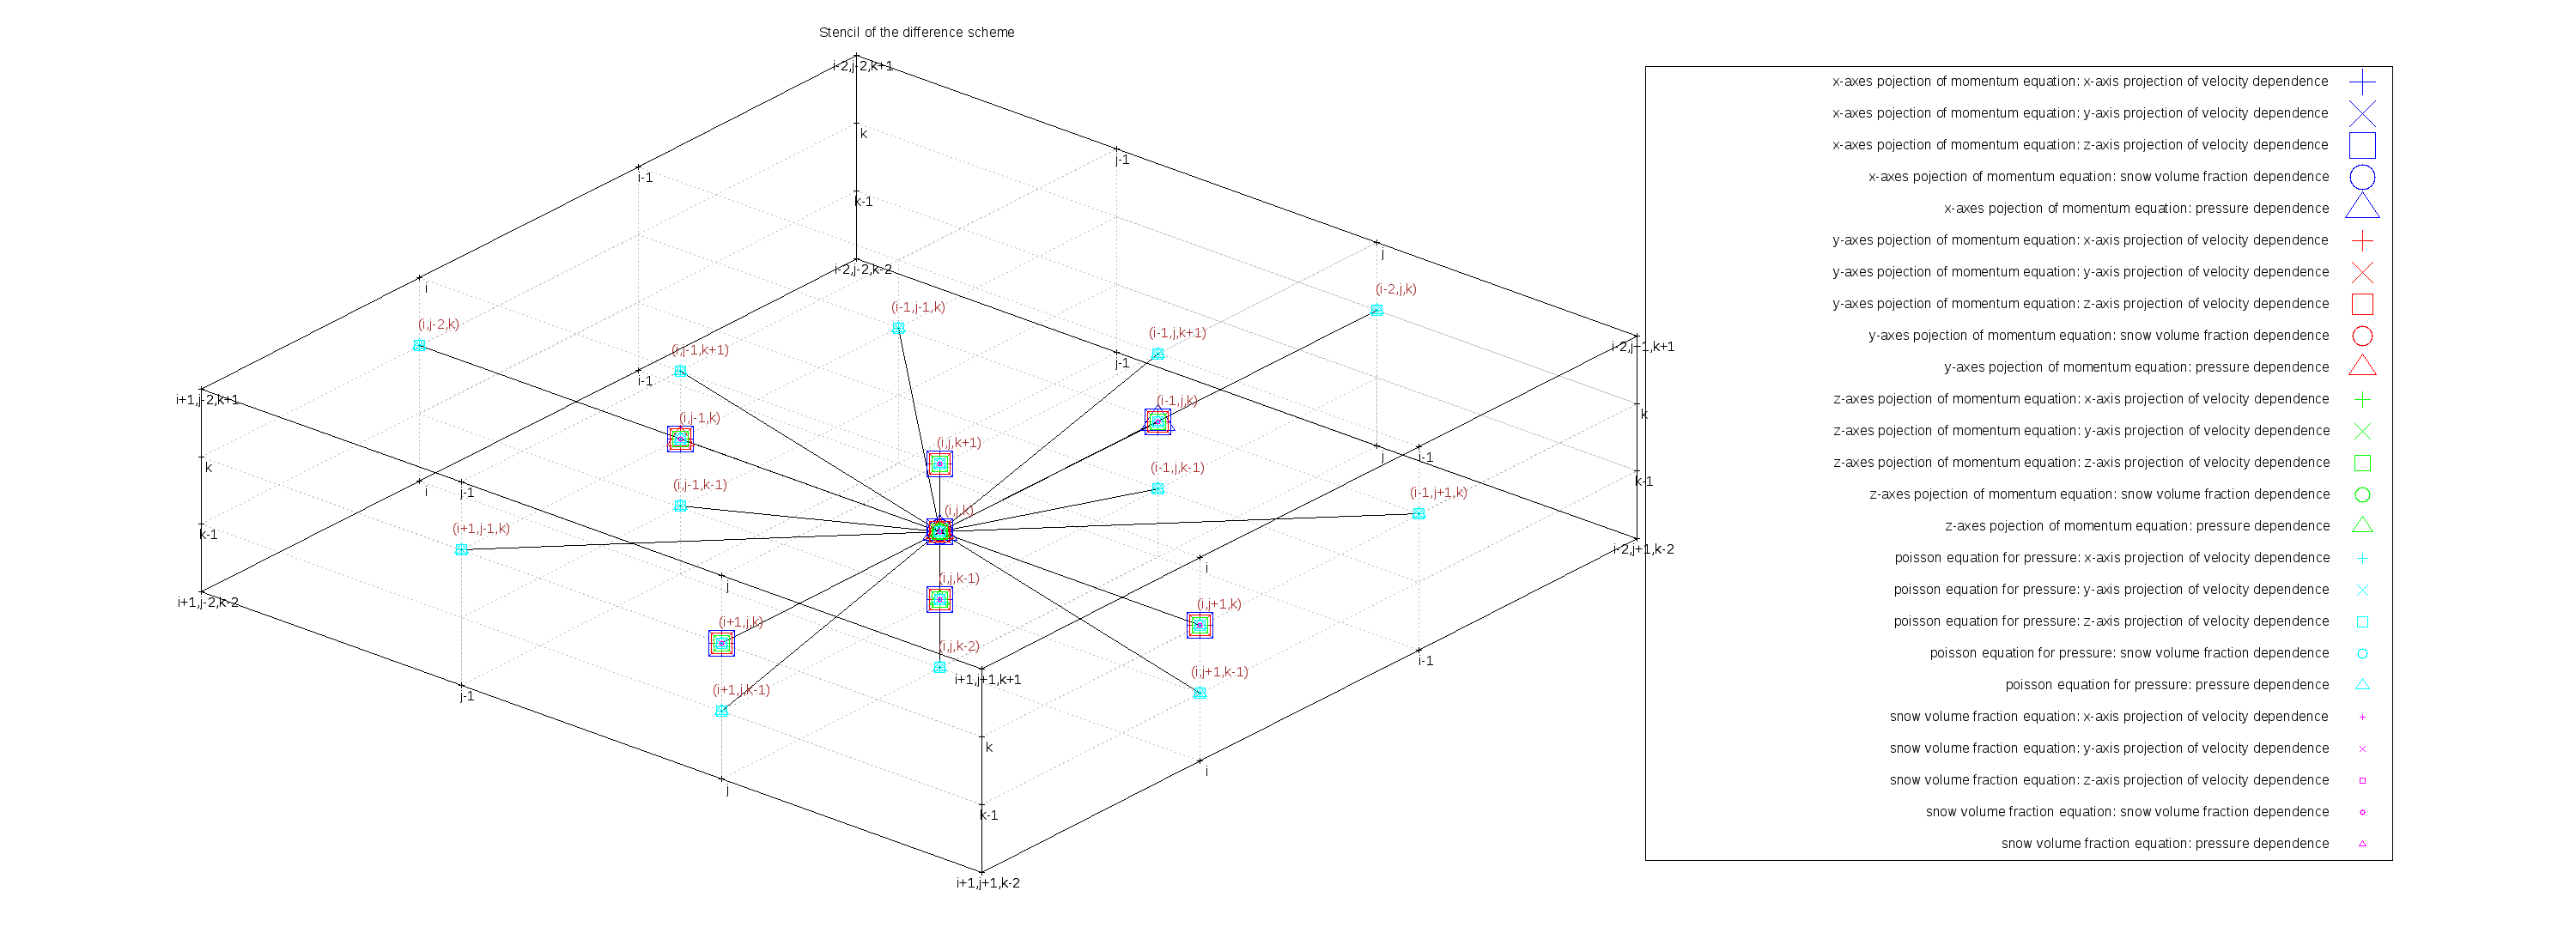 Stencil of the difference scheme
i-2,j-2,k+1
x-axes pojection of momentum equation: x-axis projection of velocity dependence
x-axes pojection of momentum equation: y-axis projection of velocity dependence
k
x-axes pojection of momentum equation: z-axis projection of velocity dependence
j-1
i-1
x-axes pojection of momentum equation: snow volume fraction dependence
k-1
x-axes pojection of momentum equation: pressure dependence
y-axes pojection of momentum equation: x-axis projection of velocity dependence
j
i-2,j-2,k-2
y-axes pojection of momentum equation: y-axis projection of velocity dependence
i
(i-2,j,k)
y-axes pojection of momentum equation: z-axis projection of velocity dependence
(i-1,j-1,k)
(i,j-2,k)
(i-1,j,k+1)
y-axes pojection of momentum equation: snow volume fraction dependence
i-2,j+1,k+1
(i,j-1,k+1)
j-1
y-axes pojection of momentum equation: pressure dependence
i-1
i+1,j-2,k+1
(i-1,j,k)
z-axes pojection of momentum equation: x-axis projection of velocity dependence
k
(i,j-1,k)
z-axes pojection of momentum equation: y-axis projection of velocity dependence
(i,j,k+1)
j
i-1
z-axes pojection of momentum equation: z-axis projection of velocity dependence
k
(i-1,j,k-1)
k-1
(i,j-1,k-1)
i
j-1
(i-1,j+1,k)
z-axes pojection of momentum equation: snow volume fraction dependence
(i,j,k)
(i+1,j-1,k)
z-axes pojection of momentum equation: pressure dependence
k-1
i-2,j+1,k-2
poisson equation for pressure: x-axis projection of velocity dependence
i
(i,j,k-1)
j
poisson equation for pressure: y-axis projection of velocity dependence
i+1,j-2,k-2
(i,j+1,k)
(i+1,j,k)
poisson equation for pressure: z-axis projection of velocity dependence
(i,j,k-2)
poisson equation for pressure: snow volume fraction dependence
i-1
(i,j+1,k-1)
i+1,j+1,k+1
poisson equation for pressure: pressure dependence
(i+1,j,k-1)
j-1
snow volume fraction equation: x-axis projection of velocity dependence
k
snow volume fraction equation: y-axis projection of velocity dependence
i
snow volume fraction equation: z-axis projection of velocity dependence
j
k-1
snow volume fraction equation: snow volume fraction dependence
snow volume fraction equation: pressure dependence
i+1,j+1,k-2